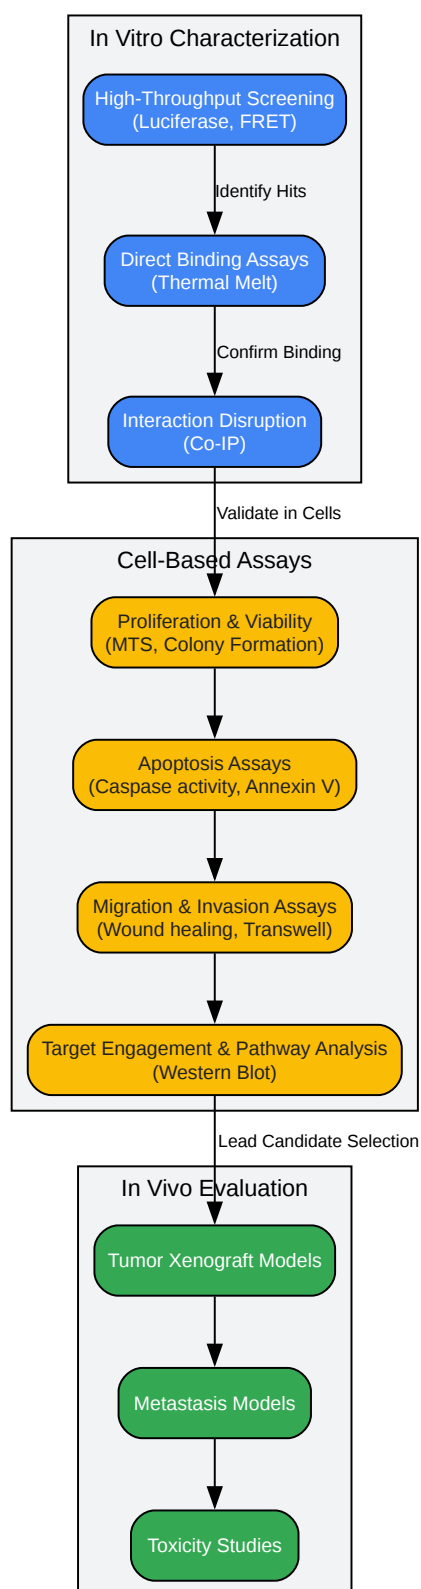 In Vitro Characterization
High-Throughput Screening
(Luciferase, FRET)
Identify Hits
Direct Binding Assays
(Thermal Melt)
Confirm Binding
Interaction Disruption
(Co-IP)
Validate in Cells
Cell-Based Assays
Proliferation & Viability
(MTS, Colony Formation)
Apoptosis Assays
(Caspase activity, Annexin V)
Migration & Invasion Assays
(Wound healing, Transwell)
Target Engagement & Pathway Analysis
(Western Blot)
Lead Candidate Selection
In Vivo Evaluation
Tumor Xenograft Models
Metastasis Models
Toxicity Studies